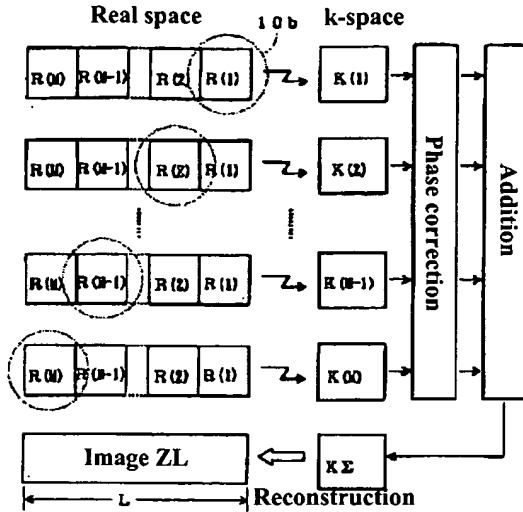 Real space
10b
k-space
R(M) R(M-1) R(2) R(1) K(1)
R(M) R(M-1) R(2) R(1) K(2)
R(M) R(M-1) R(2) R(1) K(M-1)
R(M) R(M-1) R(2) R(1) K(M)
Phase correction
Addition
Image ZL
KΣ
L
Reconstruction